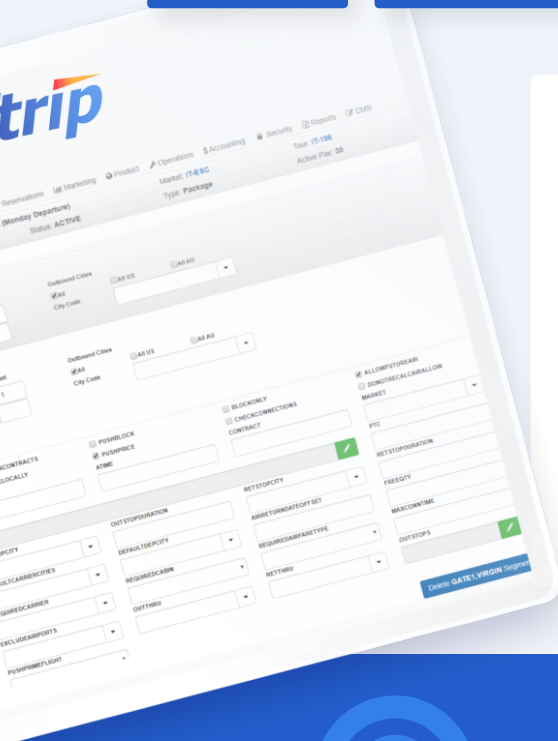 trip
Reservations Marketing Product Operations $ Accounting Security Reports CMS
(Monday Departure) Market: IT-ESC Tour: IT-196
Status: ACTIVE Type: Package Active Pax: 30
Outbound Cities
All All US All AU
City Code
Outbound Cities
All All US All AU
City Code
PUSHBLOCK BLOCKONLY ALLOWFUTUREAIR
PUSHPRICE CHECKCONNECTIONS DONOTRECALCAIRALLOW
ATIME CONTRACT MARKET
PTC
OUTSTOPDURATION RETSTOPCITY RETSTOPDURATION
DEFAULTDEPCITY AIRRETURNDATEOFFSET FREEQTY
REQUIREDCABIN REQUIREDAIRFARETYPE MAXCONNTIME
EXCLUDEAIRPORTS OUTTHRU RETTHRU OUTSTOPS
PUSHPRIMEFLIGHT
Delete GATE1,VIRGIN